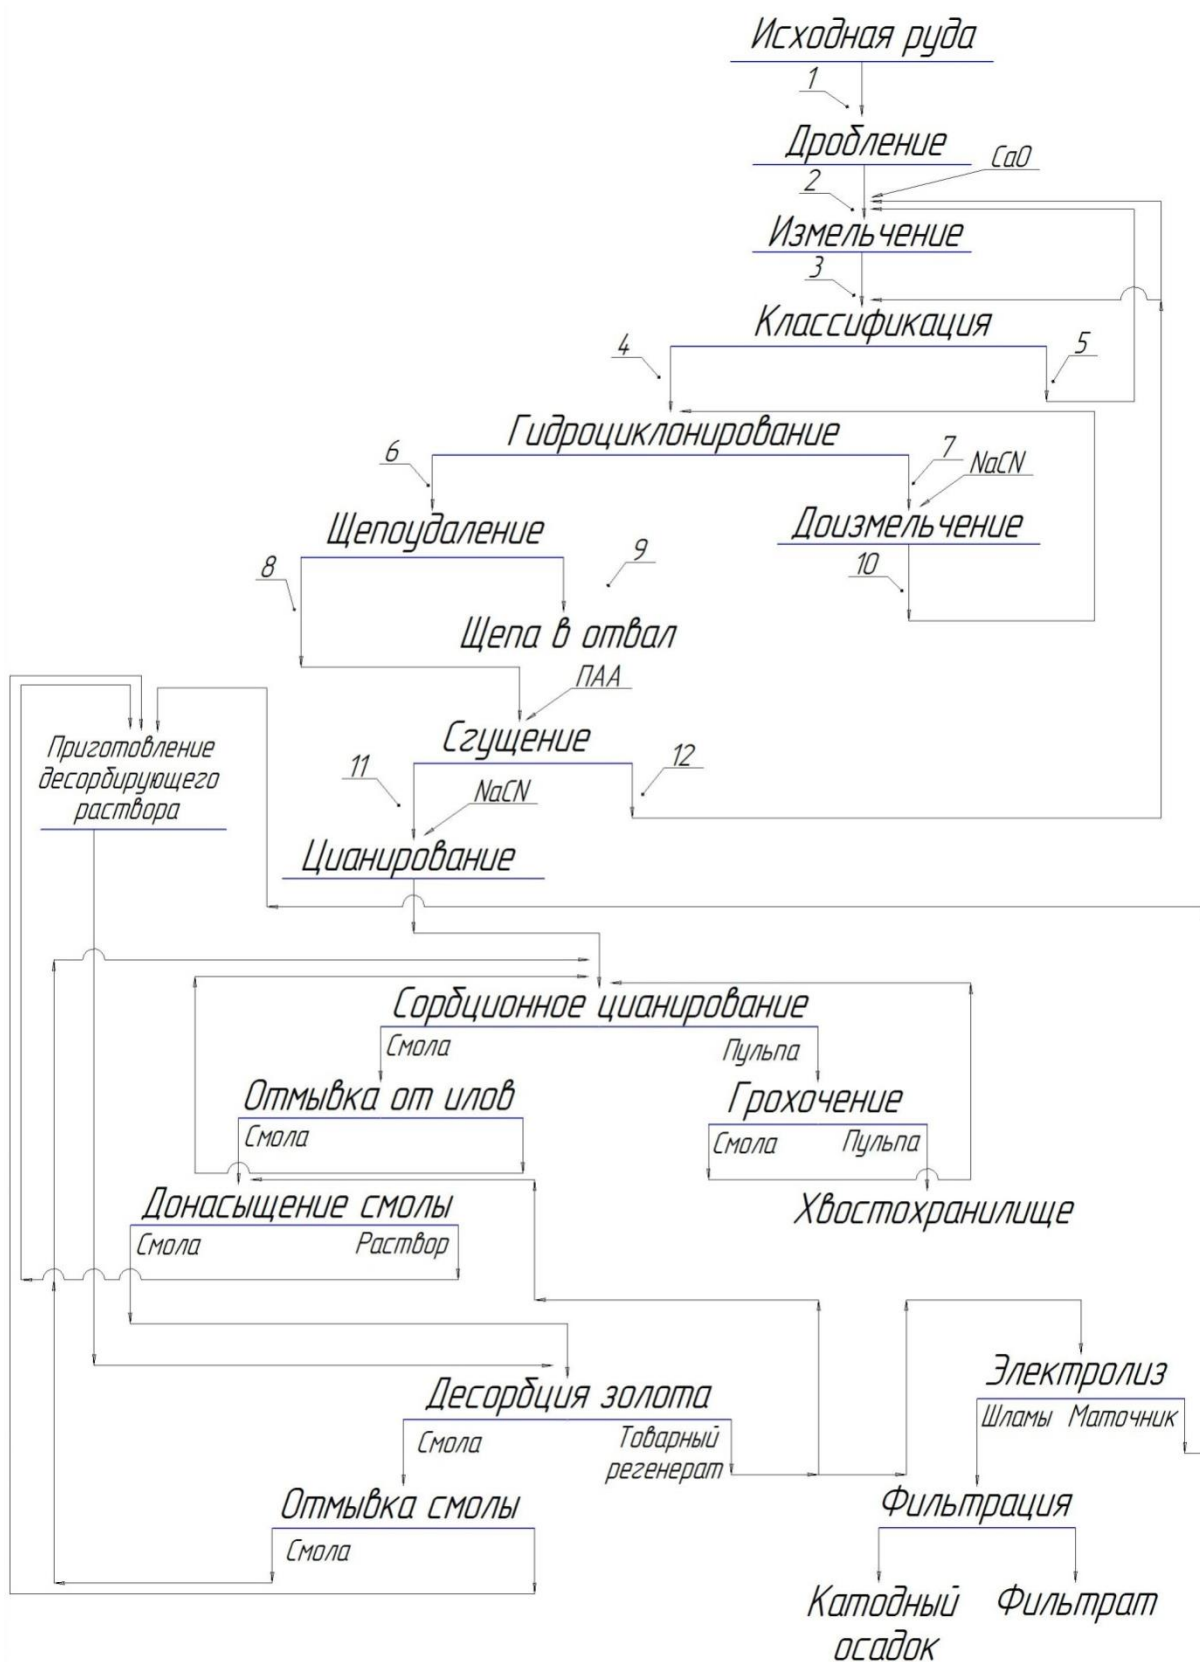 Исходная руда
1
Дробление
CaO
2
Измельчение
3
Классификация
4
5
Гидроциклонирование
6
7
NaCN
Щепоудаление
Доизмельчение
8
9
10
Щепа в отвал
ПАА
Приготовление
десорбирующего
раствора
Сгущение
11
12
NaCN
Цианирование
Сорбционное цианирование
Смола
Пульпа
Отмывка от илов
Грохочение
Смола
Смола
Пульпа
Донасыщение смолы
Хвостохранилище
Смола
Раствор
Электролиз
Десорбция золота
Шламы
Маточник
Смола
Товарный
регенерат
Отмывка смолы
Фильтрация
Смола
Катодный
осадок
Фильтрат